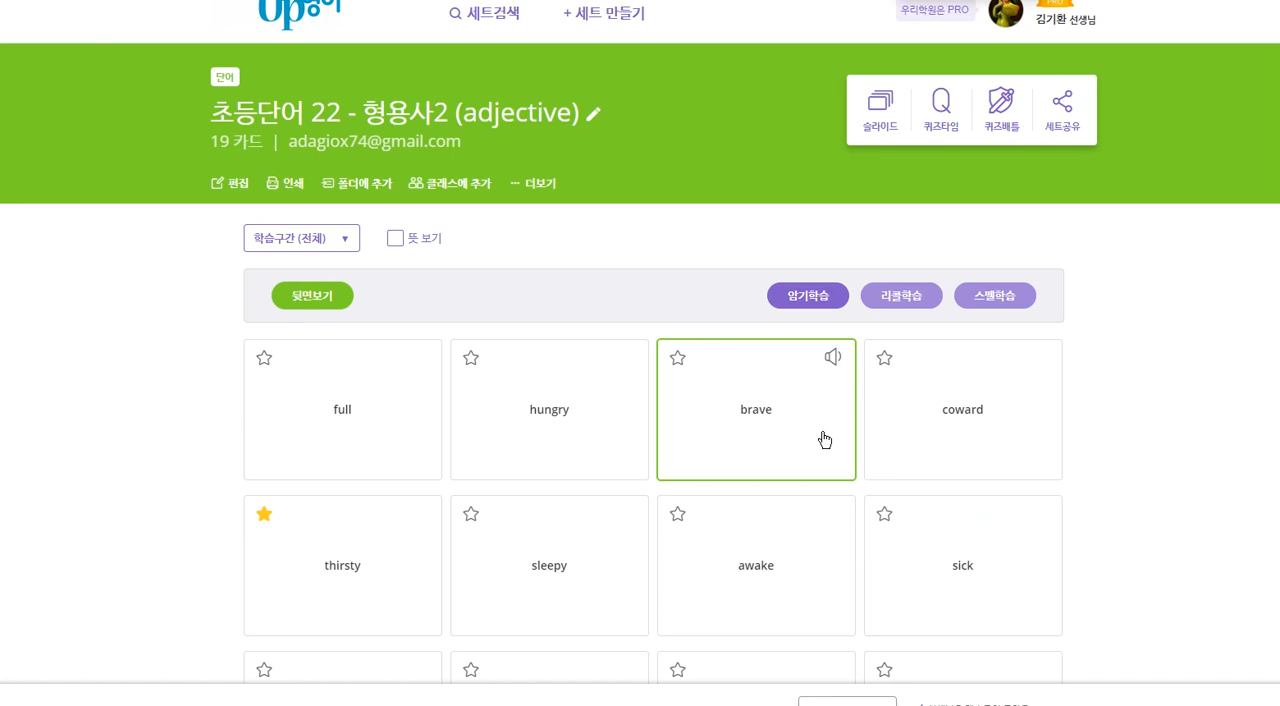 세트검색
+ 세트 만들기
우리학원은 PRO
PRO
김기환 선생님
단어
초등단어 22 - 형용사2 (adjective)
19 카드 | adagiox74@gmail.com
슬라이드
퀴즈타임
퀴즈배틀
세트공유
편집
인쇄
폴더에 추가
클래스에 추가
더보기
학습구간 (전체) ▼
뜻 보기
뒷면보기
암기학습
리콜학습
스펠학습
full
hungry
brave
coward
thirsty
sleepy
awake
sick